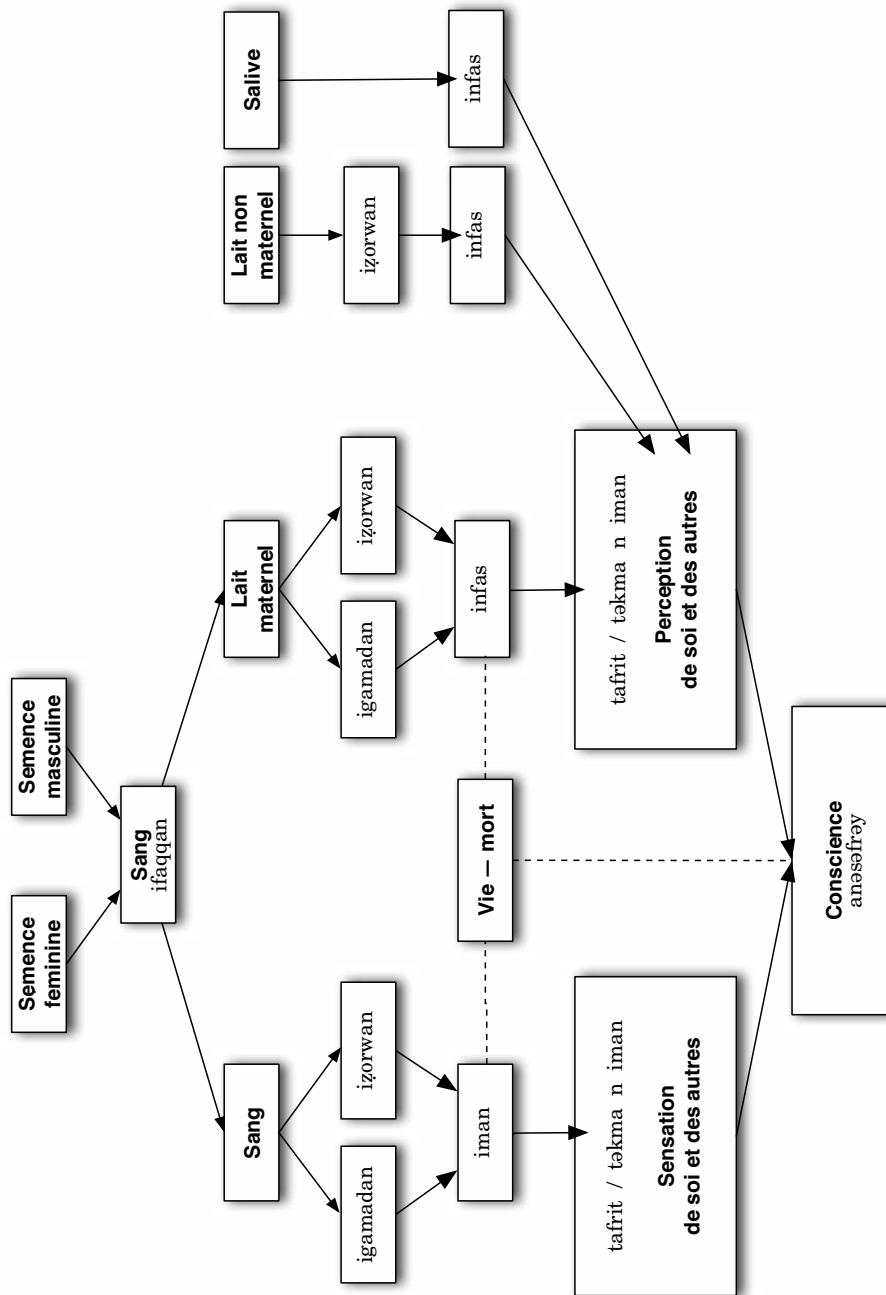 Semence
feminine
Semence
masculine
Sang
ifaqqan
Sang
Lait
maternel
Lait non
maternel
Salive
igamadan
iẓorwan
igamadan
iẓorwan
iẓorwan
iman
Vie – mort
infas
infas
infas
tafrit / təkma n iman
Sensation
de soi et des autres
tafrit / təkma n iman
Perception
de soi et des autres
Conscience
anəsəfrəy